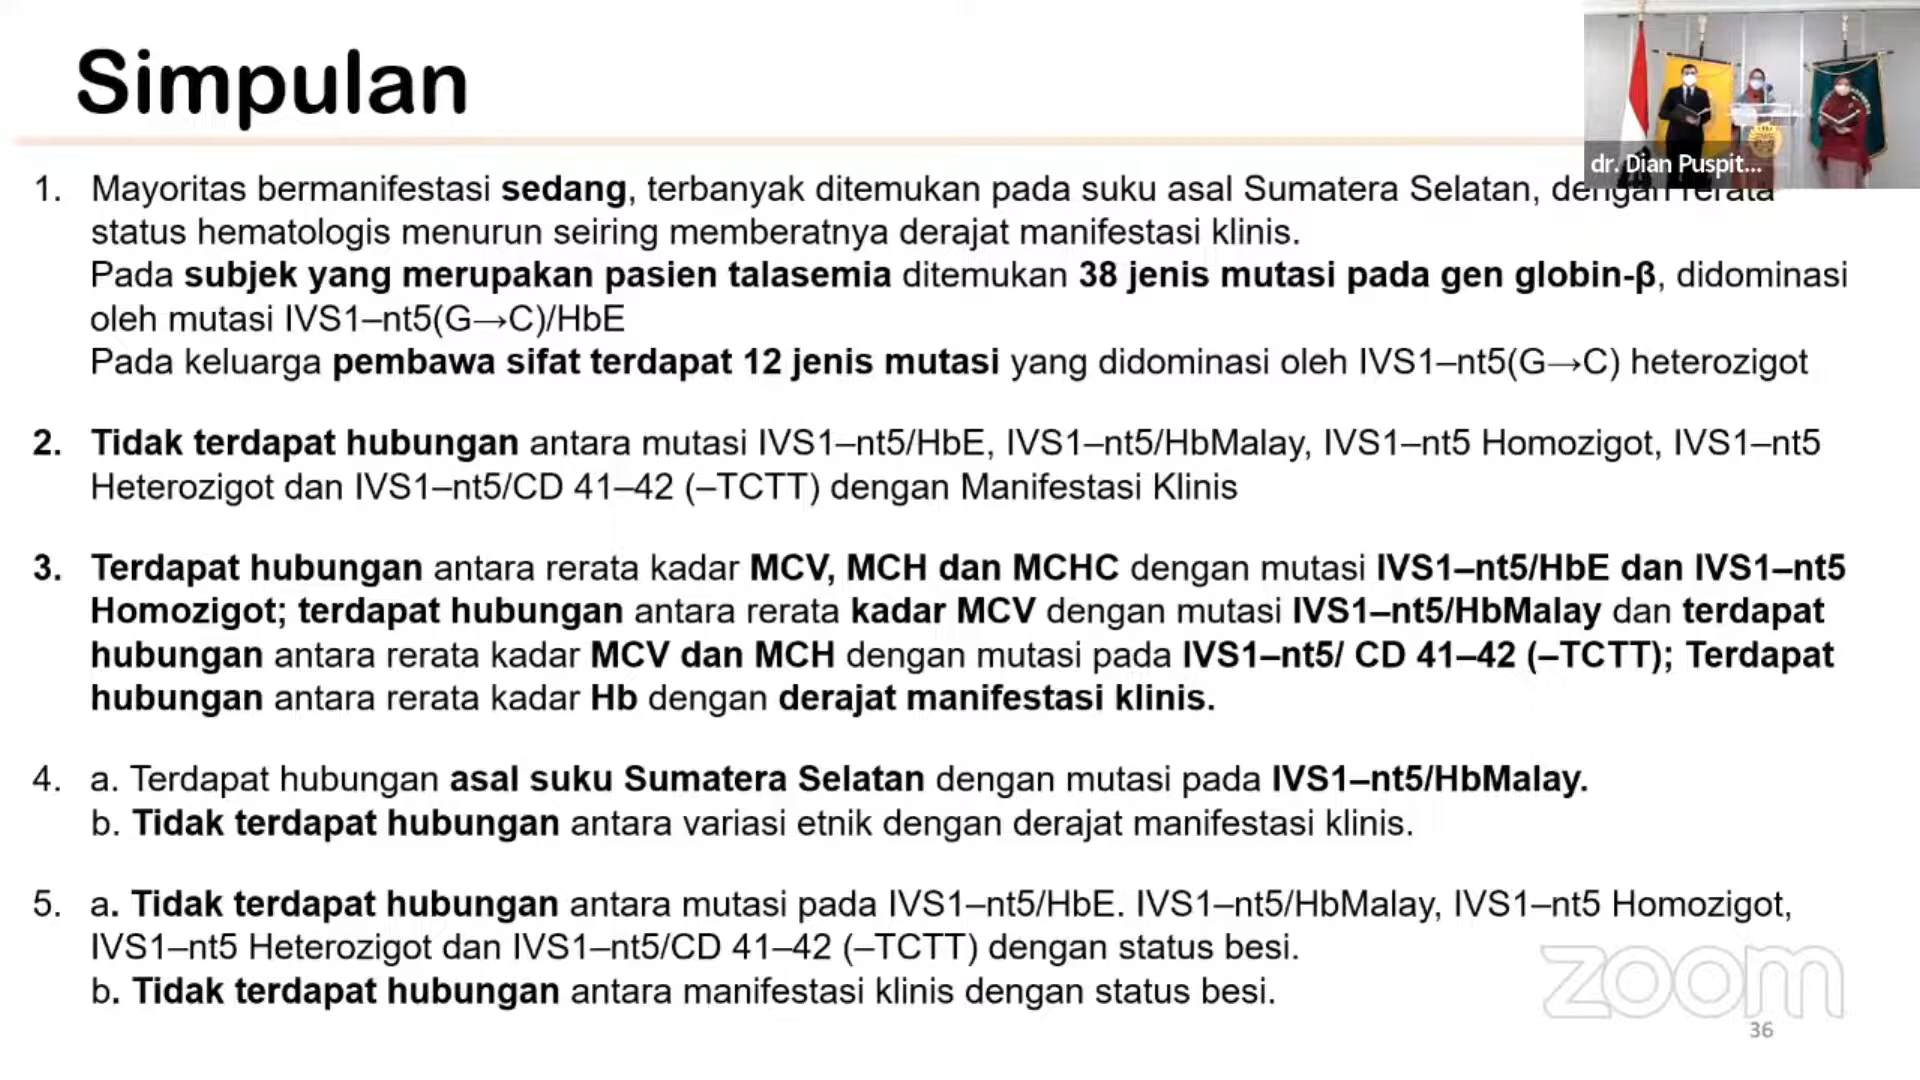 Simpulan
dr. Dian Puspit...
1. Mayoritas bermanifestasi sedang, terbanyak ditemukan pada suku asal Sumatera Selatan, dengan rerata
status hematologis menurun seiring memberatnya derajat manifestasi klinis.
Pada subjek yang merupakan pasien talasemia ditemukan 38 jenis mutasi pada gen globin-β, didominasi
oleh mutasi IVS1–nt5(G→C)/HbE
Pada keluarga pembawa sifat terdapat 12 jenis mutasi yang didominasi oleh IVS1–nt5(G→C) heterozigot
2. Tidak terdapat hubungan antara mutasi IVS1–nt5/HbE, IVS1–nt5/HbMalay, IVS1–nt5 Homozigot, IVS1–nt5
Heterozigot dan IVS1–nt5/CD 41–42 (–TCTT) dengan Manifestasi Klinis
3. Terdapat hubungan antara rerata kadar MCV, MCH dan MCHC dengan mutasi IVS1–nt5/HbE dan IVS1–nt5
Homozigot; terdapat hubungan antara rerata kadar MCV dengan mutasi IVS1–nt5/HbMalay dan terdapat
hubungan antara rerata kadar MCV dan MCH dengan mutasi pada IVS1–nt5/ CD 41–42 (–TCTT); Terdapat
hubungan antara rerata kadar Hb dengan derajat manifestasi klinis.
4. a. Terdapat hubungan asal suku Sumatera Selatan dengan mutasi pada IVS1–nt5/HbMalay.
b. Tidak terdapat hubungan antara variasi etnik dengan derajat manifestasi klinis.
5. a. Tidak terdapat hubungan antara mutasi pada IVS1–nt5/HbE. IVS1–nt5/HbMalay, IVS1–nt5 Homozigot,
IVS1–nt5 Heterozigot dan IVS1–nt5/CD 41–42 (–TCTT) dengan status besi.
b. Tidak terdapat hubungan antara manifestasi klinis dengan status besi.
zoom
36